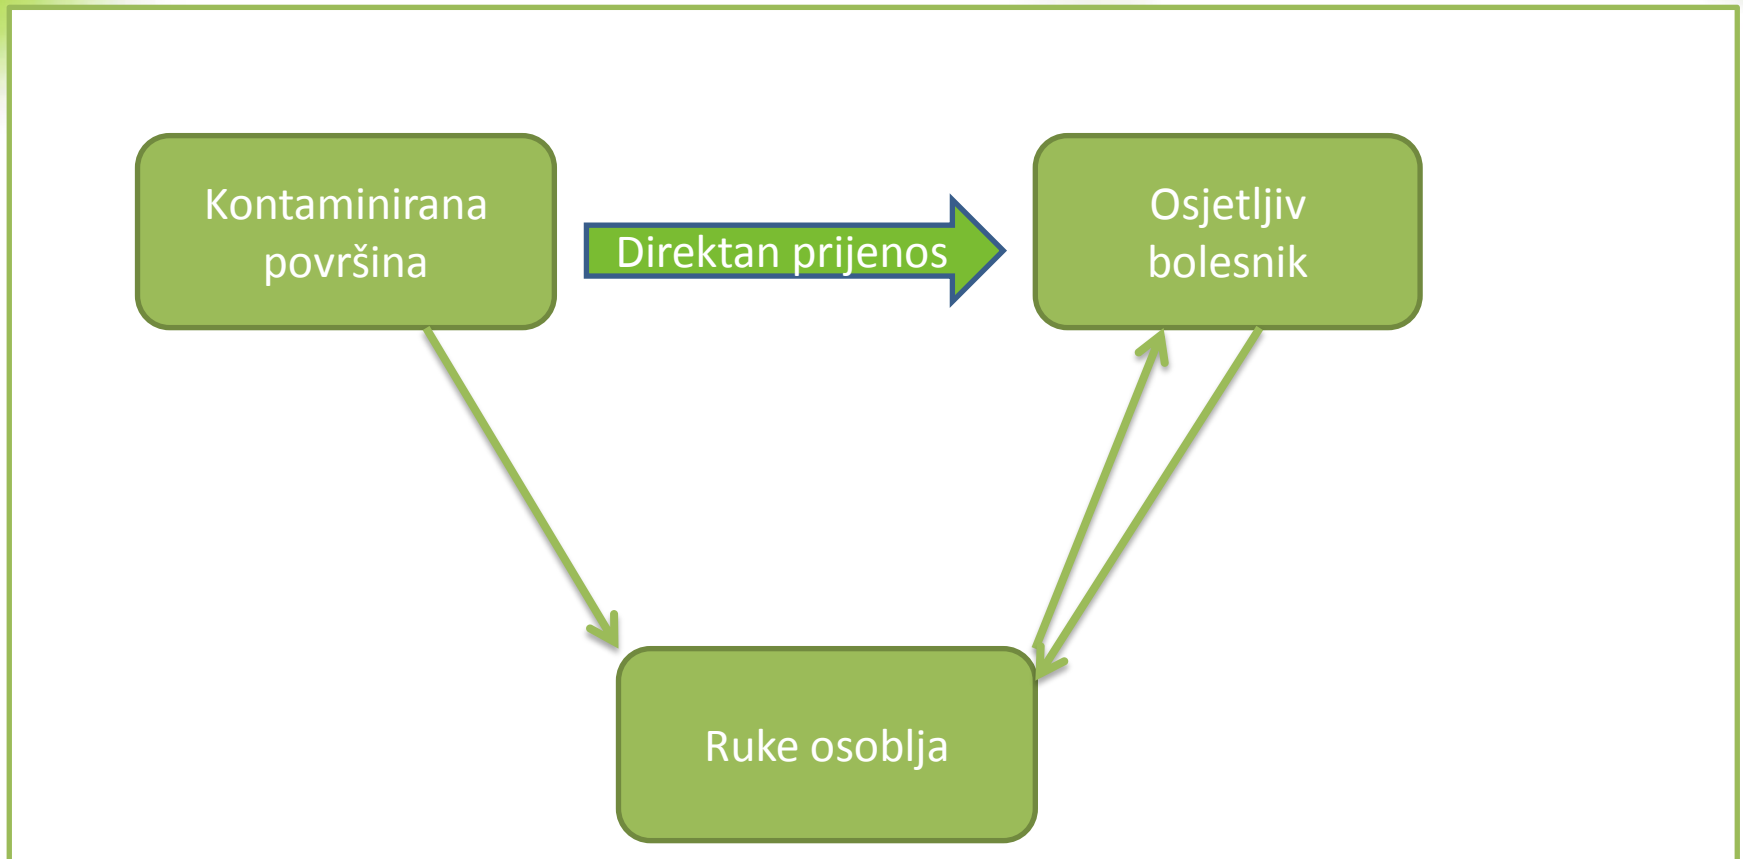 Kontaminirana
površina
Direktan prijenos
Osjetljiv
bolesnik
Ruke osoblja